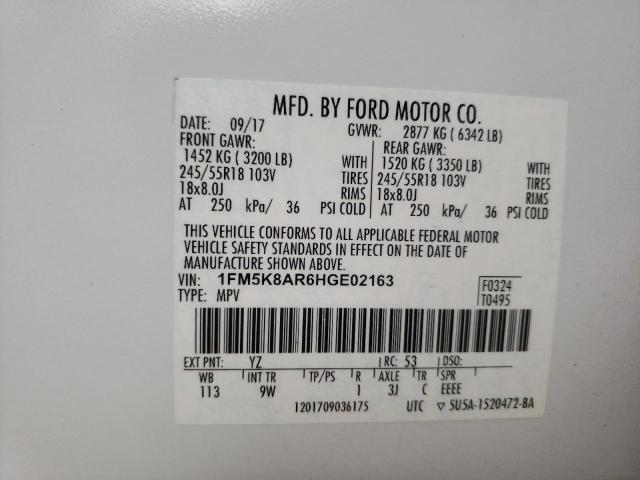 MFD. BY FORD MOTOR CO.
DATE: 09/17 GVWR: 2877 KG ( 6342 LB)
FRONT GAWR: REAR GAWR:
1452 KG ( 3200 LB) WITH 1520 KG ( 3350 LB) WITH
245/55R18 103V TIRES 245/55R18 103V TIRES
18x8.0J RIMS 18x8.0J RIMS
AT 250 kPa/ 36 PSI COLD AT 250 kPa/ 36 PSI COLD
THIS VEHICLE CONFORMS TO ALL APPLICABLE FEDERAL MOTOR
VEHICLE SAFETY STANDARDS IN EFFECT ON THE DATE OF
MANUFACTURE SHOWN ABOVE.
VIN: 1FM5K8AR6HGE02163 F0324
TYPE: MPV T0495
EXT PNT: YZ RC: 53 DSO:
WB INT TR TP/PS R AXLE TR SPR
113 9W 1 3J C EEEE
1201709036175 UTC ▽ 5U5A-1520472-BA